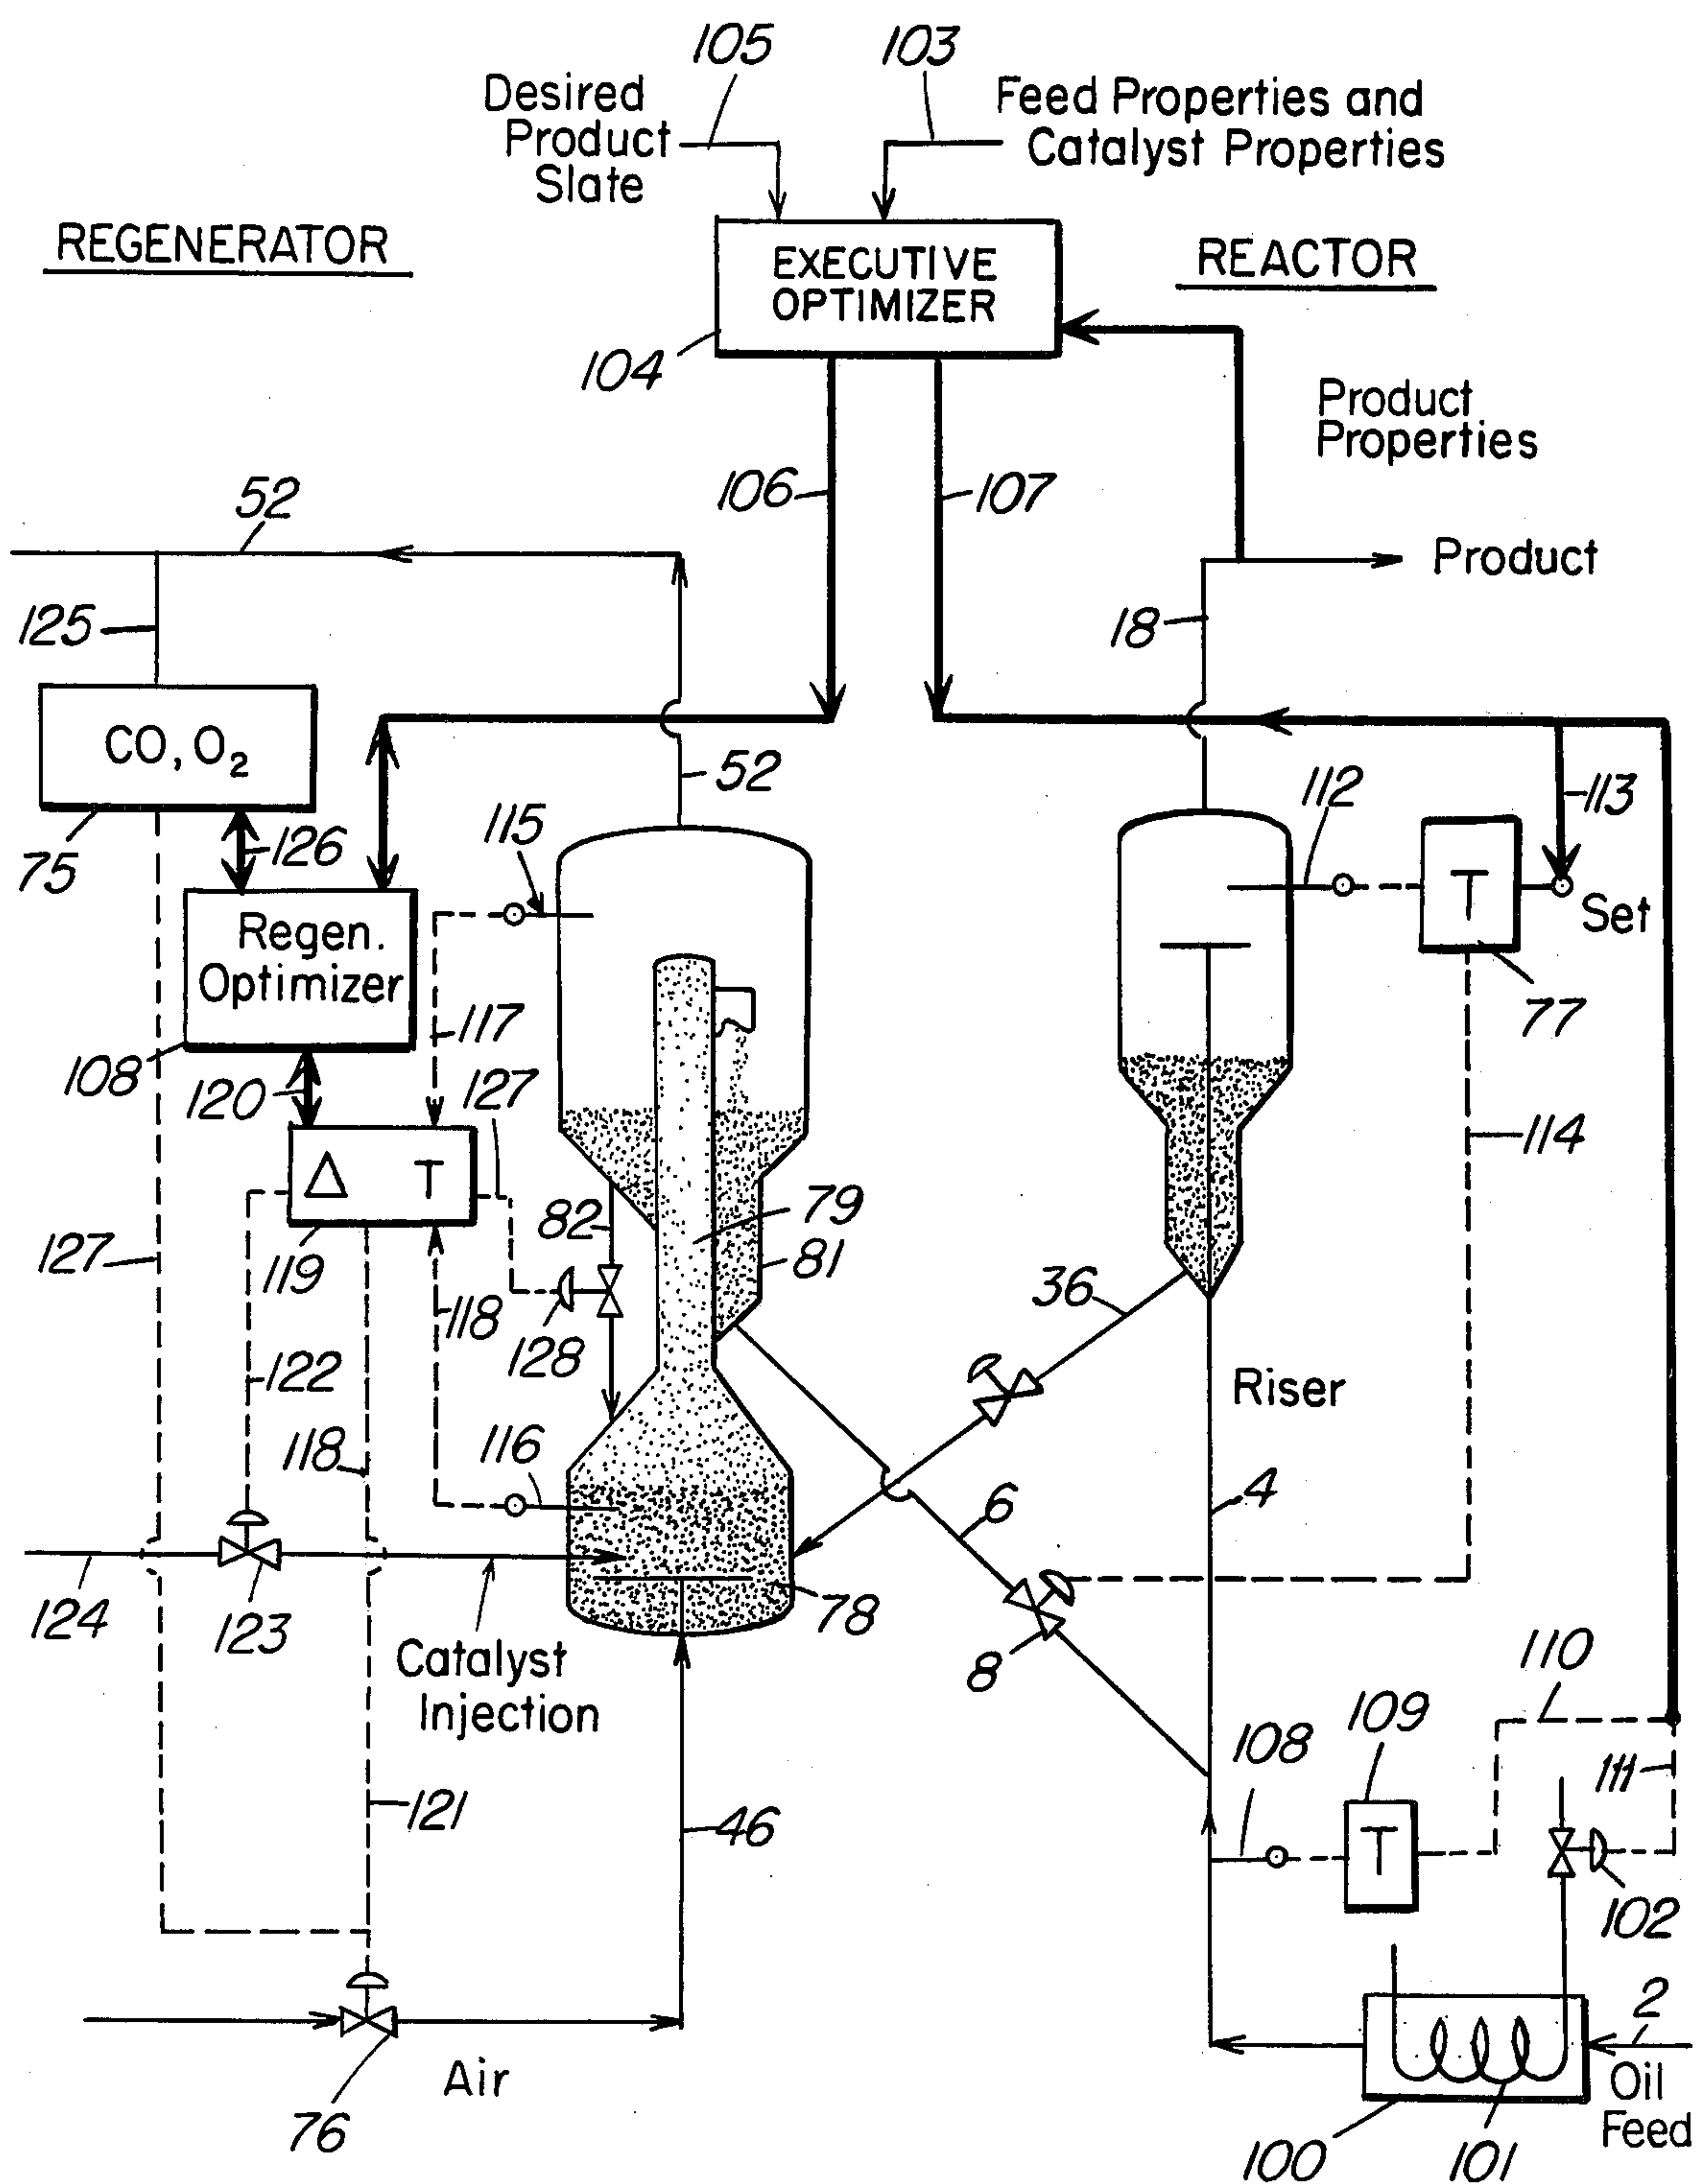 105
103
Desired
Product
Slate
Feed Properties and
Catalyst Properties
REGENERATOR
EXECUTIVE
OPTIMIZER
REACTOR
104
Product
Properties
106
107
52
Product
125
18
CO, O2
52
112
113
75
126
115
T
Set
Regen.
Optimizer
117
77
108
120
127
114
Δ T
82
79
127
119
81
118
36
128
122
Riser
116
118
6
4
124
123
78
8
Catalyst
Injection
110
109
108
111
121
46
T
102
2
Air
Oil
Feed
76
100
101